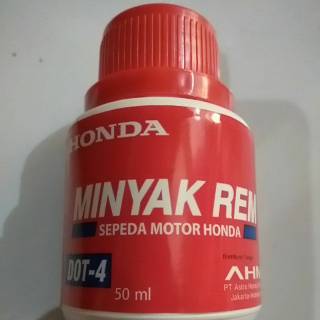 HONDA
MINYAK REM
SEPEDA MOTOR HONDA
DOT-4
50 ml
AHM
PT Astra Honda
Jakarta